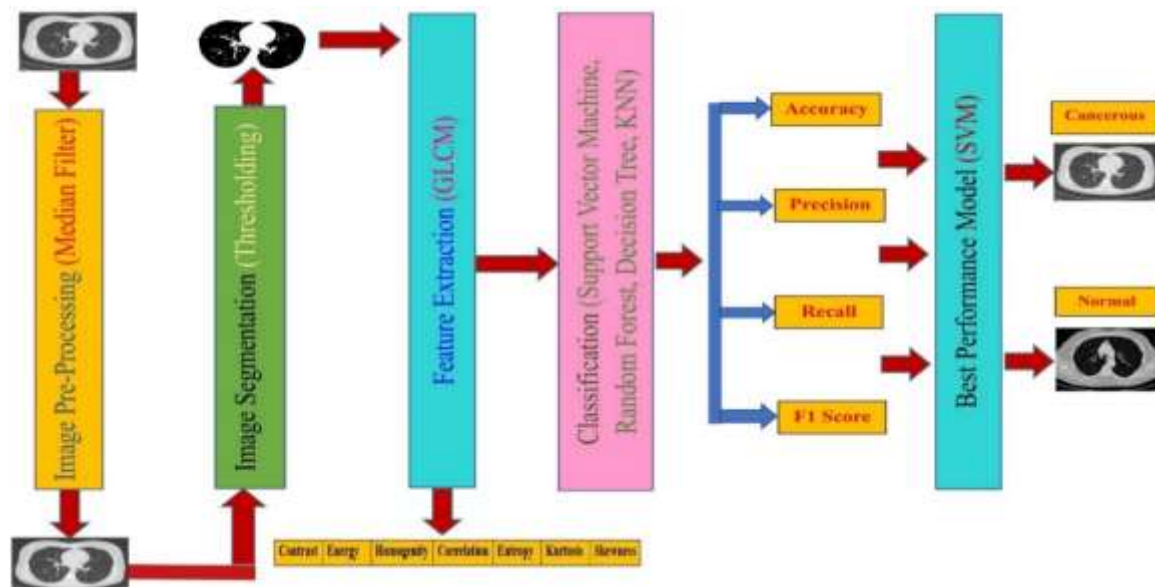 Image Pre-Processing (Median Filter)
Image Segmentation (Thresholding)
Feature Extraction (GLCM)
Contrast Energy Homogenity Correlation Entropy Kurtosis Skewness
Classification (Support Vector Machine,
Random Forest, Decision Tree, KNN)
Accuracy
Precision
Recall
F1 Score
Best Performance Model (SVM)
Cancerous
Normal